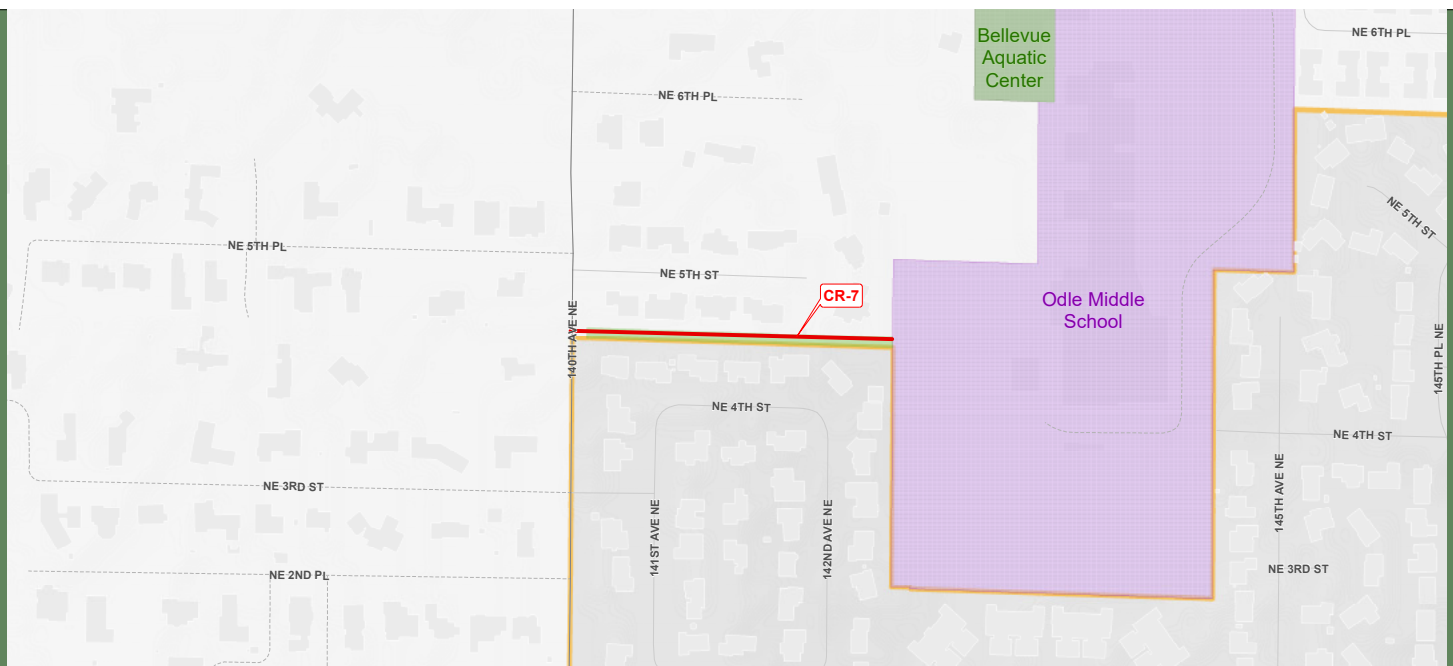 Bellevue
Aquatic
Center
NE 6TH PL
NE 6TH PL
NE 5TH ST
NE 5TH PL
NE 5TH ST
CR-7
Odle Middle
School
140TH AVE NE
145TH PL NE
NE 4TH ST
NE 4TH ST
NE 3RD ST
145TH AVE NE
141ST AVE NE
142ND AVE NE
NE 3RD ST
NE 2ND PL